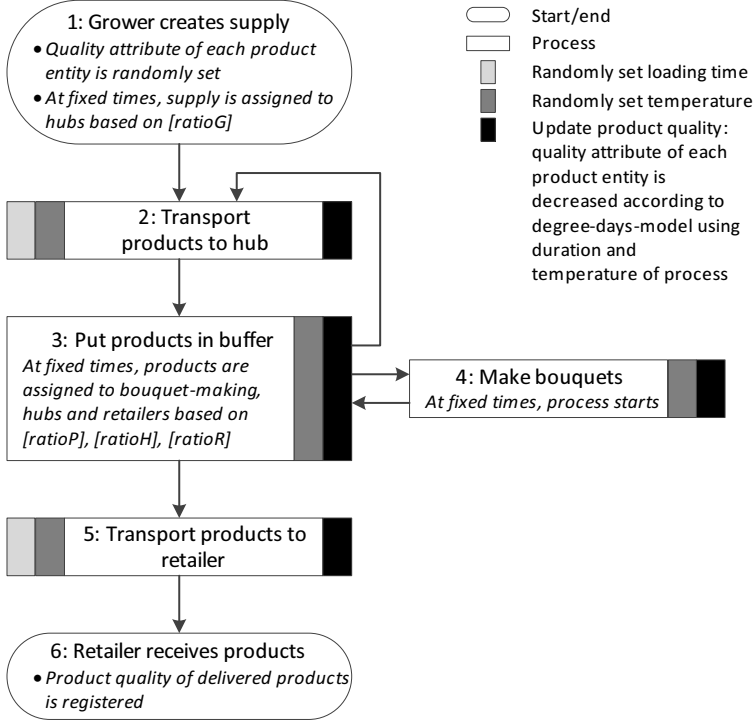 1: Grower creates supply
• Quality attribute of each product
entity is randomly set
• At fixed times, supply is assigned to
hubs based on [ratioG]
Start/end
Process
Randomly set loading time
Randomly set temperature
Update product quality:
quality attribute of each
product entity is
decreased according to
degree-days-model using
duration and
temperature of process
2: Transport
products to hub
3: Put products in buffer
At fixed times, products are
assigned to bouquet-making,
hubs and retailers based on
[ratioP], [ratioH], [ratioR]
4: Make bouquets
At fixed times, process starts
5: Transport products to
retailer
6: Retailer receives products
• Product quality of delivered products
is registered